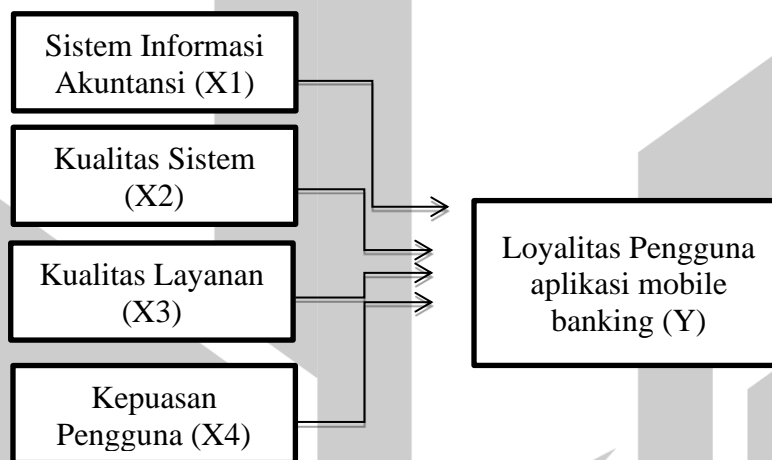 Sistem Informasi
Akuntansi (X1)
Kualitas Sistem
(X2)
Kualitas Layanan
(X3)
Kepuasan
Pengguna (X4)
Loyalitas Pengguna
aplikasi mobile
banking (Y)